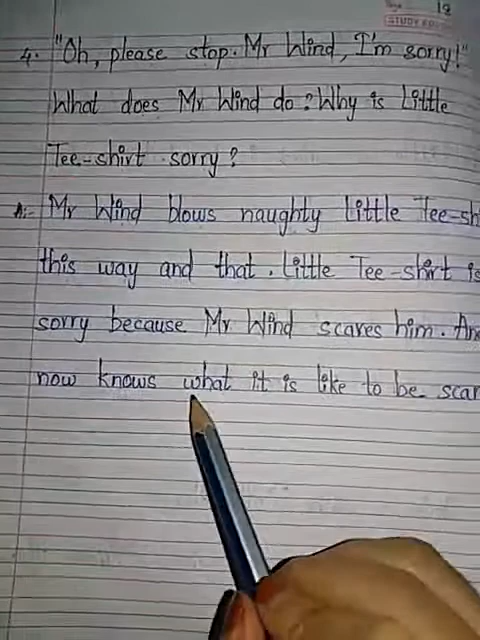 18
STUDY
4. "Oh, please stop. Mr Wind, I'm sorry!"
What does Mr Wind do? Why is Little
Tee-shirt sorry?
A:- Mr Wind blows naughty little Tee-sh
this way and that. Little Tee-shirt is
sorry because Mr Wind scares him. An
now knows what it is like to be scar